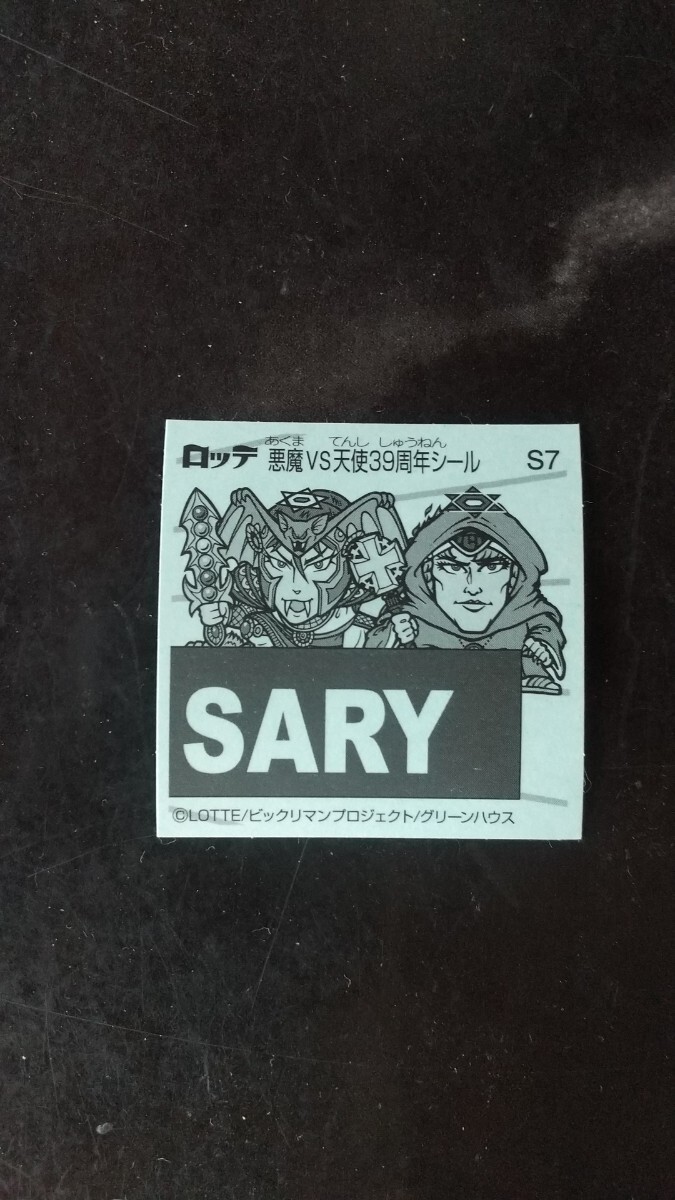 あくま てんし しゅうねん
ロッテ 悪魔VS天使39周年シール S7
SARY
©LOTTE/ビックリマンプロジェクト/グリーンハウス